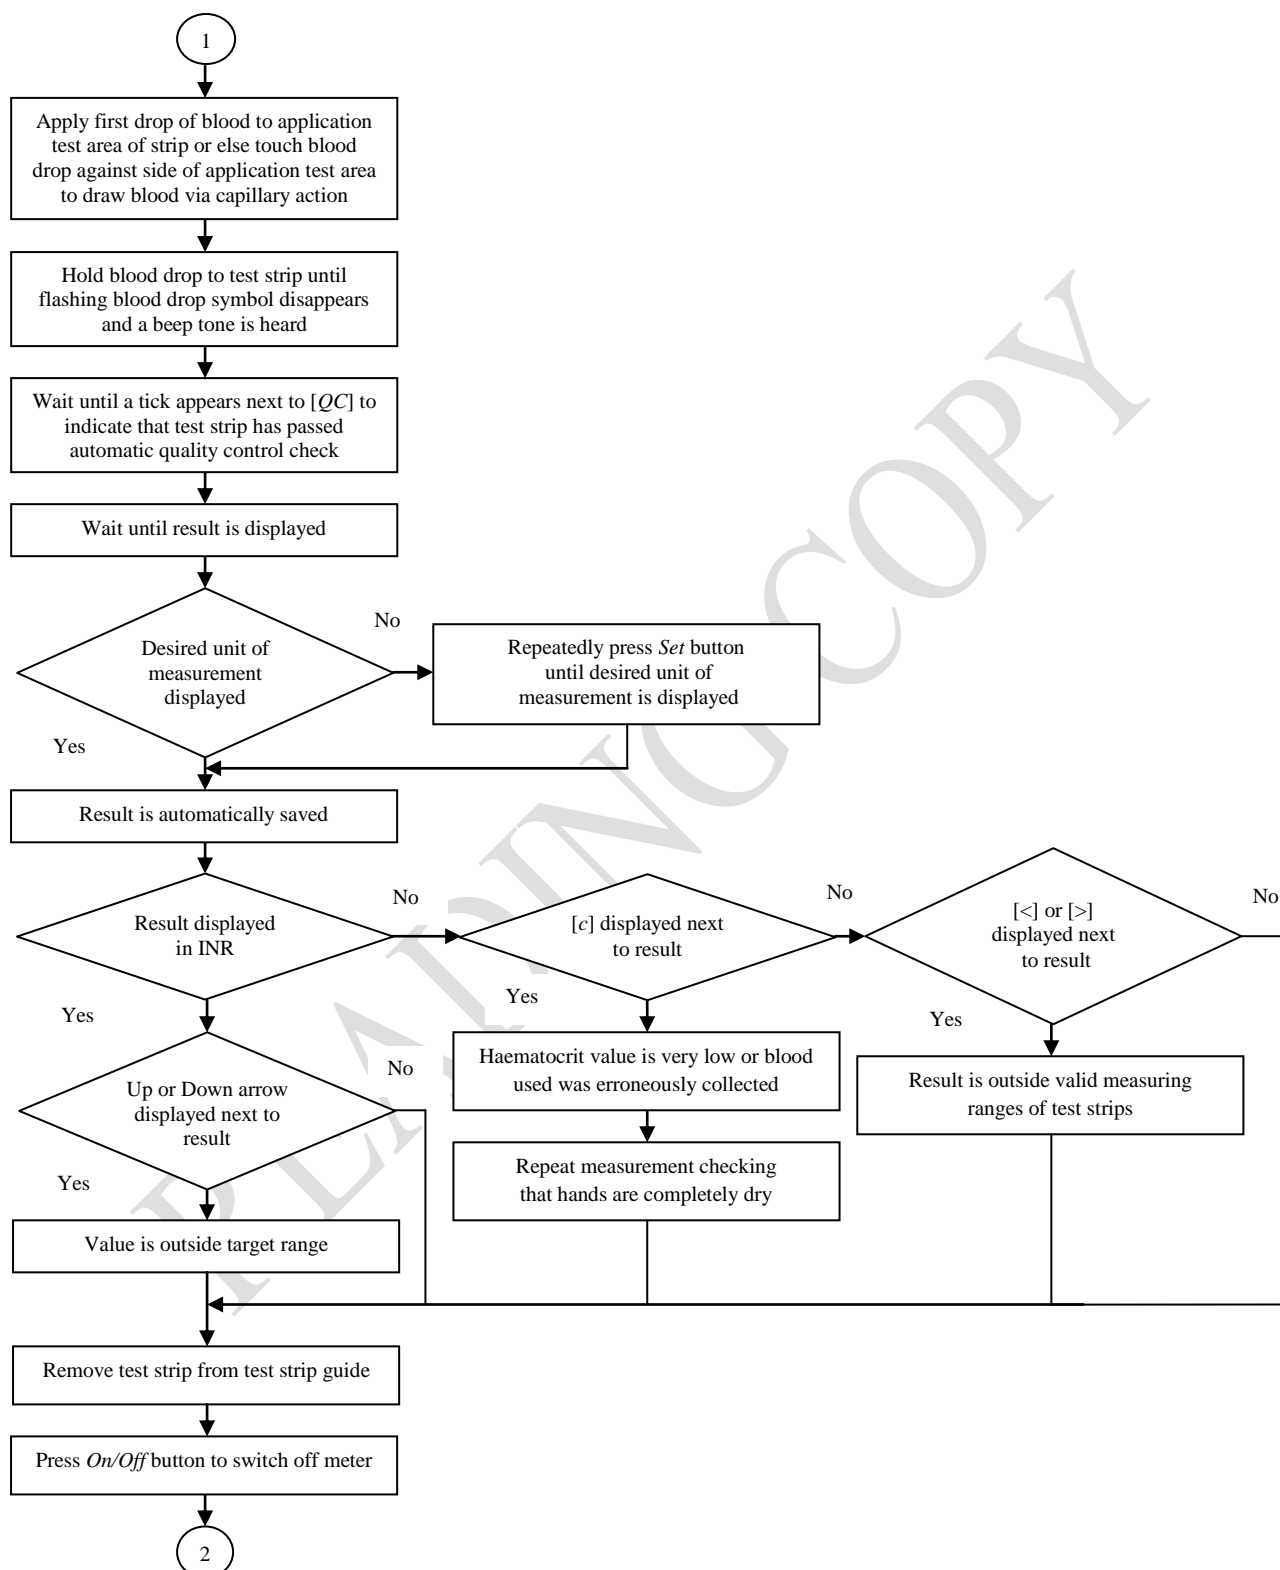 1
Apply first drop of blood to application
test area of strip or else touch blood
drop against side of application test area
to draw blood via capillary action
Hold blood drop to test strip until
flashing blood drop symbol disappears
and a beep tone is heard
Wait until a tick appears next to [QC] to
indicate that test strip has passed
automatic quality control check
Wait until result is displayed
Desired unit of
measurement
displayed
No
Repeatedly press Set button
until desired unit of
measurement is displayed
Yes
Result is automatically saved
Result displayed
in INR
No
[c] displayed next
to result
No
[<] or [>]
displayed next
to result
No
Yes
Yes
Yes
Up or Down arrow
displayed next to
result
No
Haematocrit value is very low or blood
used was erroneously collected
Result is outside valid measuring
ranges of test strips
Yes
Repeat measurement checking
that hands are completely dry
Value is outside target range
Remove test strip from test strip guide
Press On/Off button to switch off meter
2